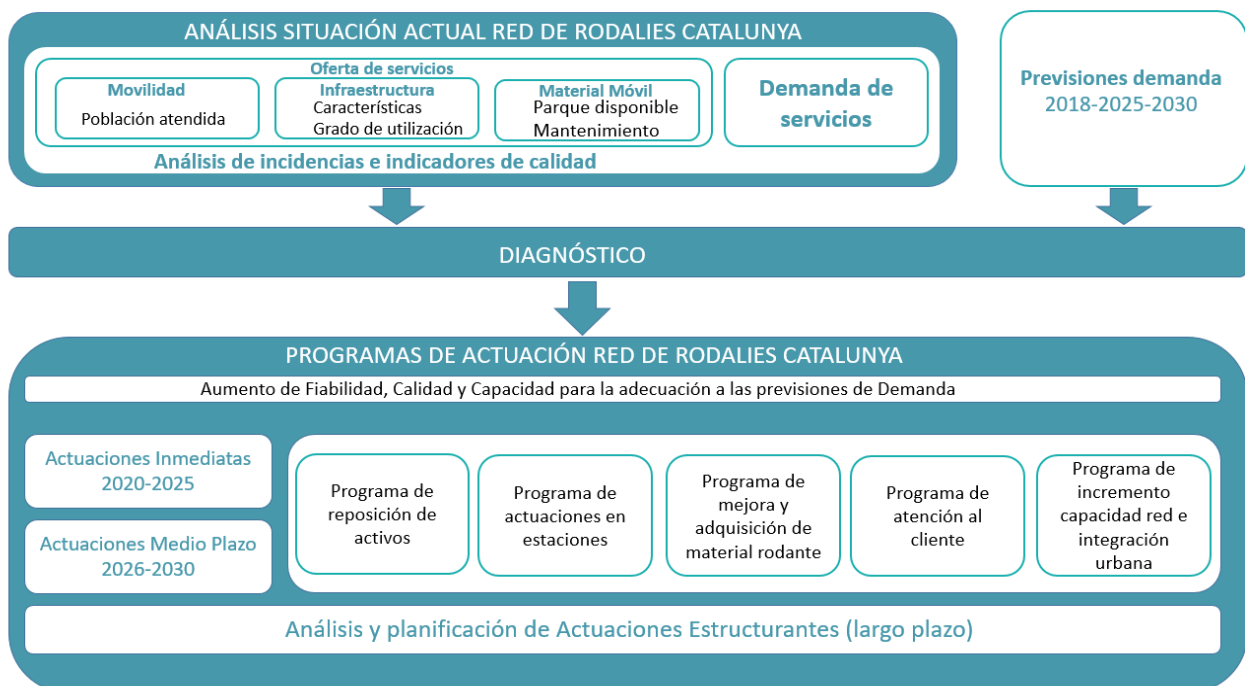 ANÁLISIS SITUACIÓN ACTUAL RED DE RODALIES CATALUNYA
Oferta de servicios
Movilidad
Población atendida
Infraestructura
Características
Grado de utilización
Material Móvil
Parque disponible
Mantenimiento
Demanda de
servicios
Análisis de incidencias e indicadores de calidad
Previsiones demanda
2018-2025-2030
DIAGNÓSTICO
PROGRAMAS DE ACTUACIÓN RED DE RODALIES CATALUNYA
Aumento de Fiabilidad, Calidad y Capacidad para la adecuación a las previsiones de Demanda
Actuaciones Inmediatas
2020-2025
Actuaciones Medio Plazo
2026-2030
Programa de
reposición de
activos
Programa de
actuaciones en
estaciones
Programa de
mejora y
adquisición de
material rodante
Programa de
atención al
cliente
Programa de
incremento
capacidad red e
integración
urbana
Análisis y planificación de Actuaciones Estructurantes (largo plazo)